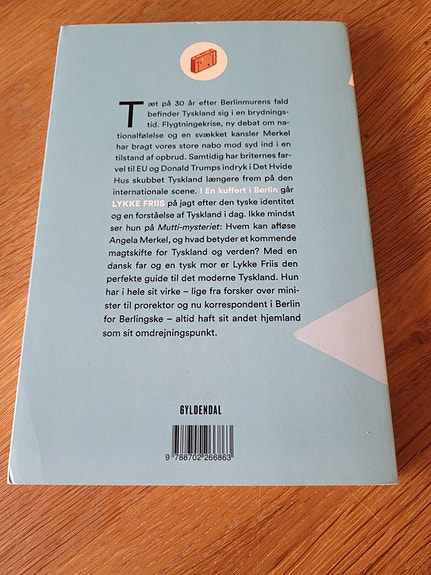 Tæt på 30 år efter Berlinmurens fald
befinder Tyskland sig i en brydnings-
tid. Flygtningekrise, ny debat om na-
tionalfølelse og en svækket kansler Merkel
har bragt vores store nabo mod syd ind i en
tilstand af opbrud. Samtidig har briternes far-
vel til EU og Donald Trumps indryk i Det Hvide
Hus skubbet Tyskland længere frem på den
internationale scene. I En kuffert i Berlin går
LYKKE FRIIS på jagt efter den tyske identitet
og en forståelse af Tyskland i dag. Ikke mindst
ser hun på Mutti-mysteriet: Hvem kan afløse
Angela Merkel, og hvad betyder et kommende
magtskifte for Tyskland og verden? Med en
dansk far og en tysk mor er Lykke Friis den
perfekte guide til det moderne Tyskland. Hun
har i hele sit virke – lige fra forsker over mini-
ster til prorektor og nu korrespondent i Berlin
for Berlingske – altid haft sit andet hjemland
som sit omdrejningspunkt.
GYLDENDAL
9 788702 266863